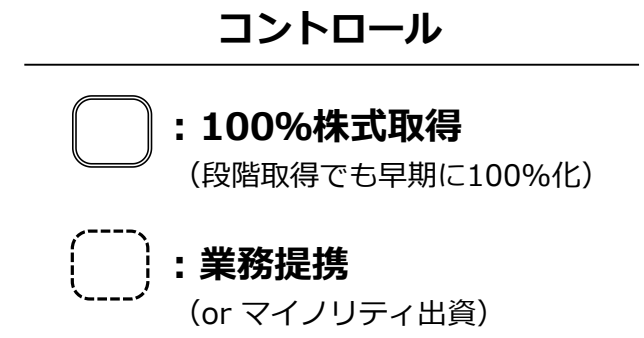 コントロール
：100%株式取得
（段階取得でも早期に100%化）
：業務提携
（or マイノリティ出資）